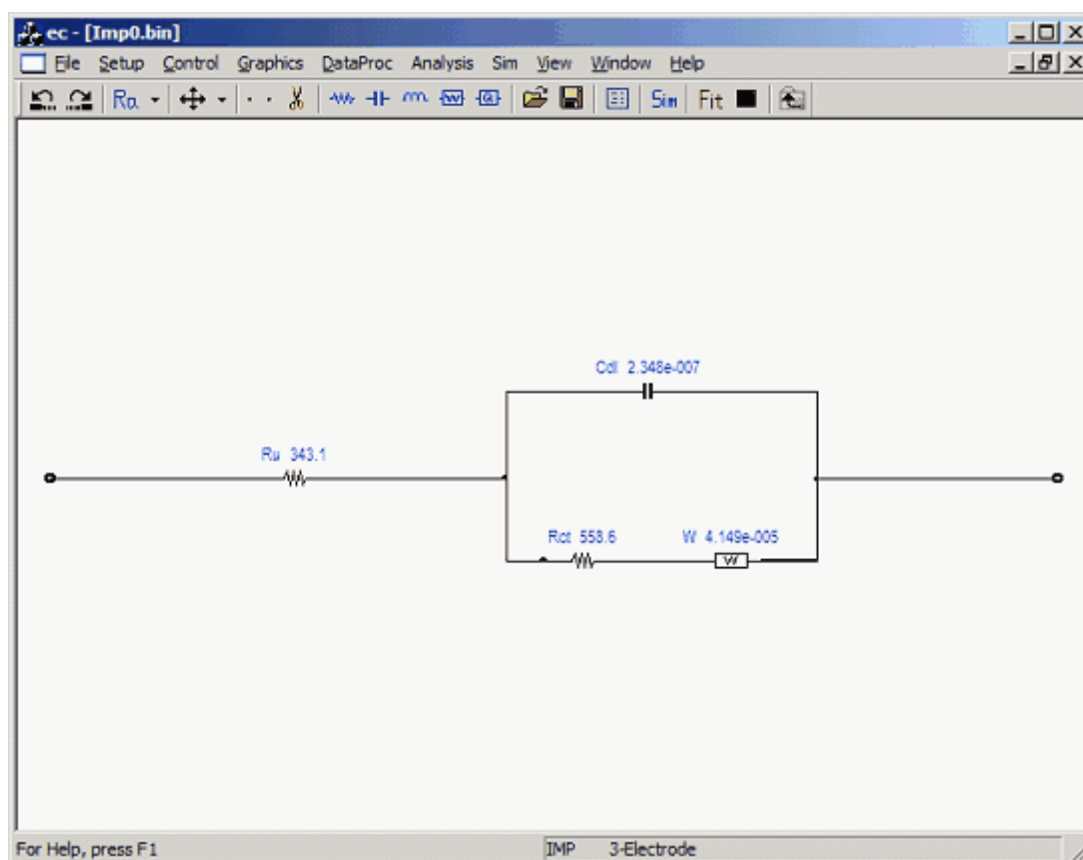 ec - [Imp0.bin]
File Setup Control Graphics DataProc Analysis Sim View Window Help
Ra Sim Fit
Cdl 2.348e-007
Ru 343.1
Rct 558.6 W 4.149e-005
W
For Help, press F1 IMP 3-Electrode